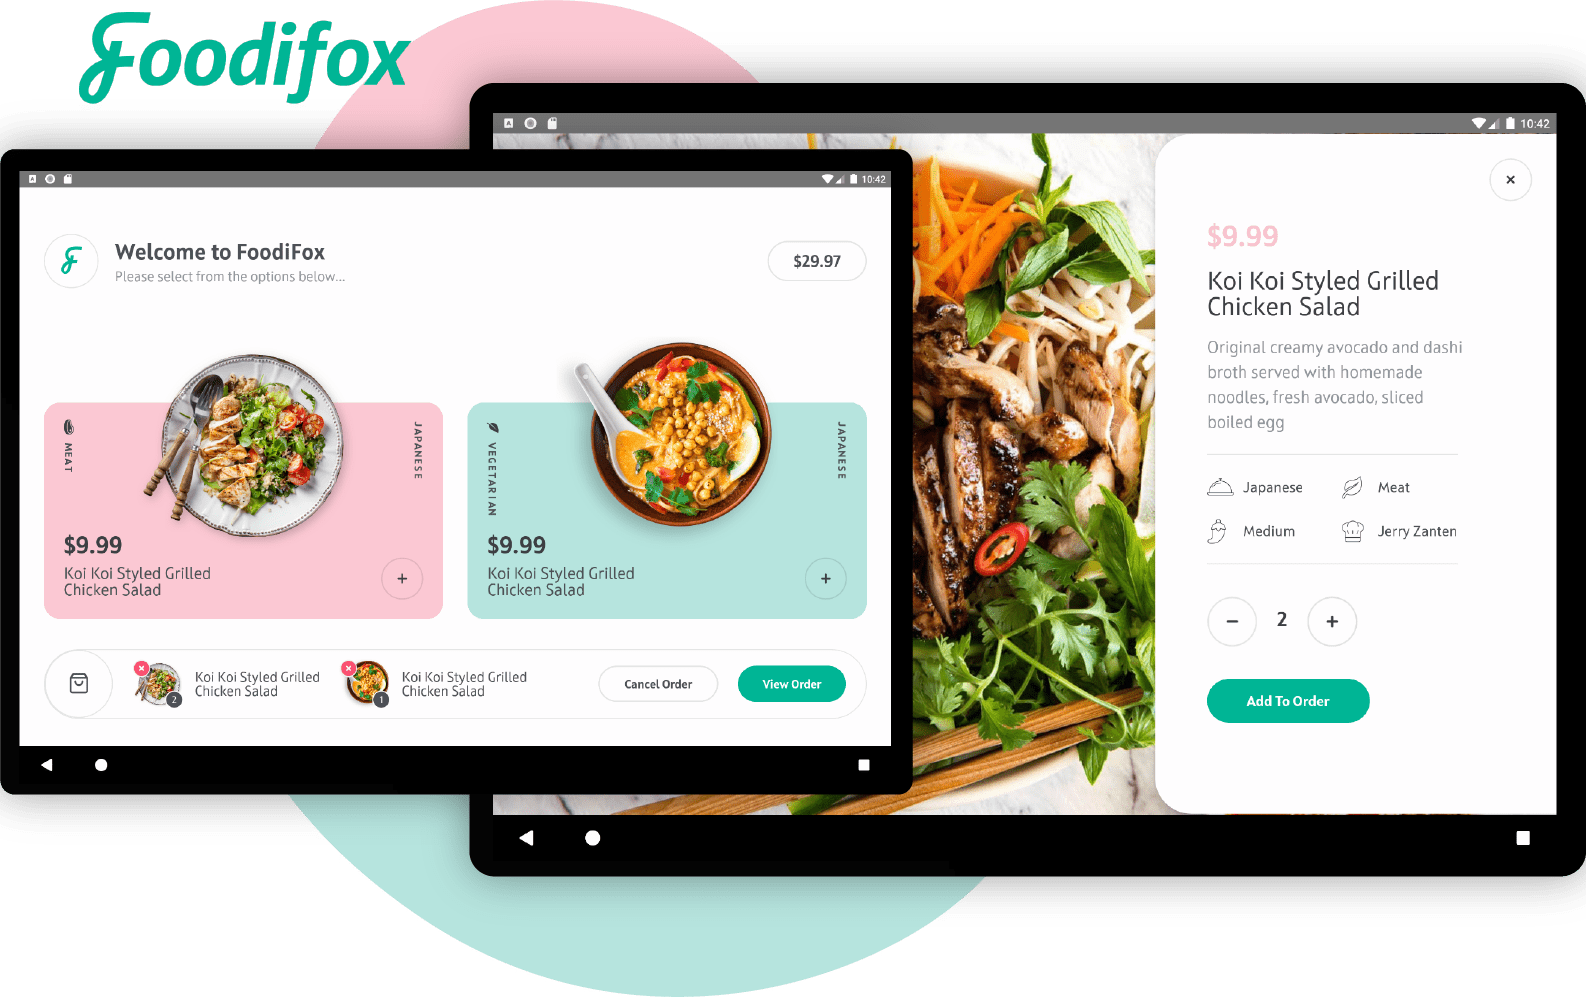 Foodifox
10:42
Welcome to FoodiFox
Please select from the options below...
$29.97
MEAT
JAPANESE
$9.99
Koi Koi Styled Grilled
Chicken Salad
+
VEGETARIAN
JAPANESE
$9.99
Koi Koi Styled Grilled
Chicken Salad
+
2
Koi Koi Styled Grilled
Chicken Salad
1
Koi Koi Styled Grilled
Chicken Salad
Cancel Order
View Order
10:42
$9.99
Koi Koi Styled Grilled
Chicken Salad
Original creamy avocado and dashi
broth served with homemade
noodles, fresh avocado, sliced
boiled egg
Japanese
Meat
Medium
Jerry Zanten
− 2 +
Add To Order